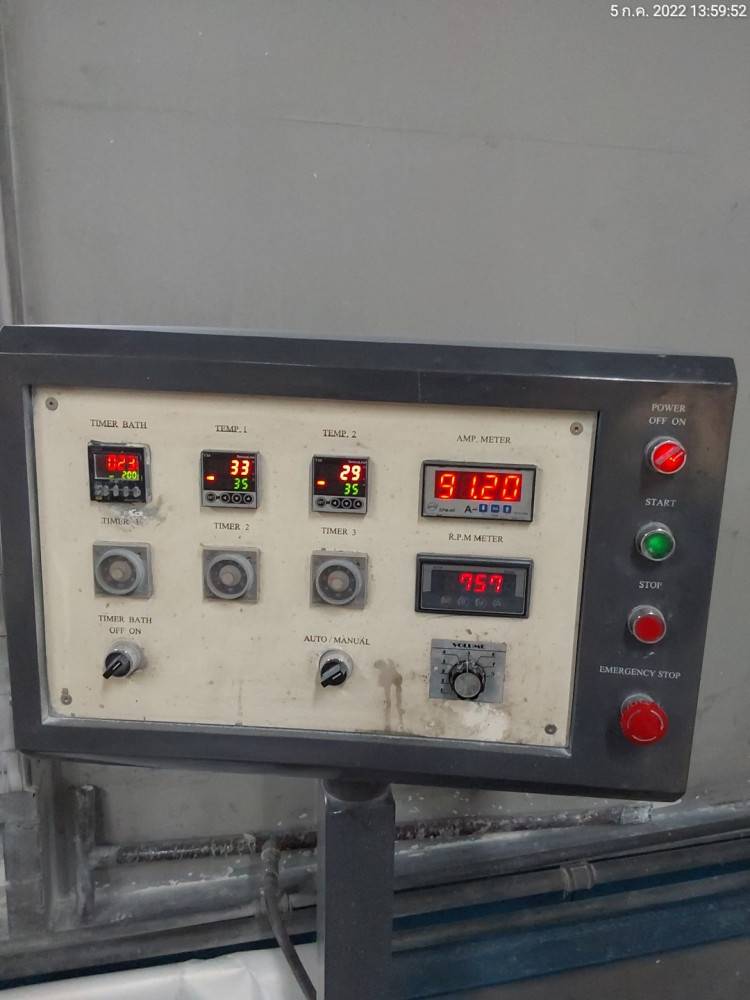 5 ก.ค. 2022 13:59:52
POWER
OFF ON
TIMER BATH
TEMP. 1
TEMP. 2
AMP. METER
33
35
29
35
91.20
A~
200
START
TIMER 1
TIMER 2
TIMER 3
R.P.M METER
757
STOP
TIMER BATH
OFF ON
AUTO / MANUAL
VOLUME
EMERGENCY STOP